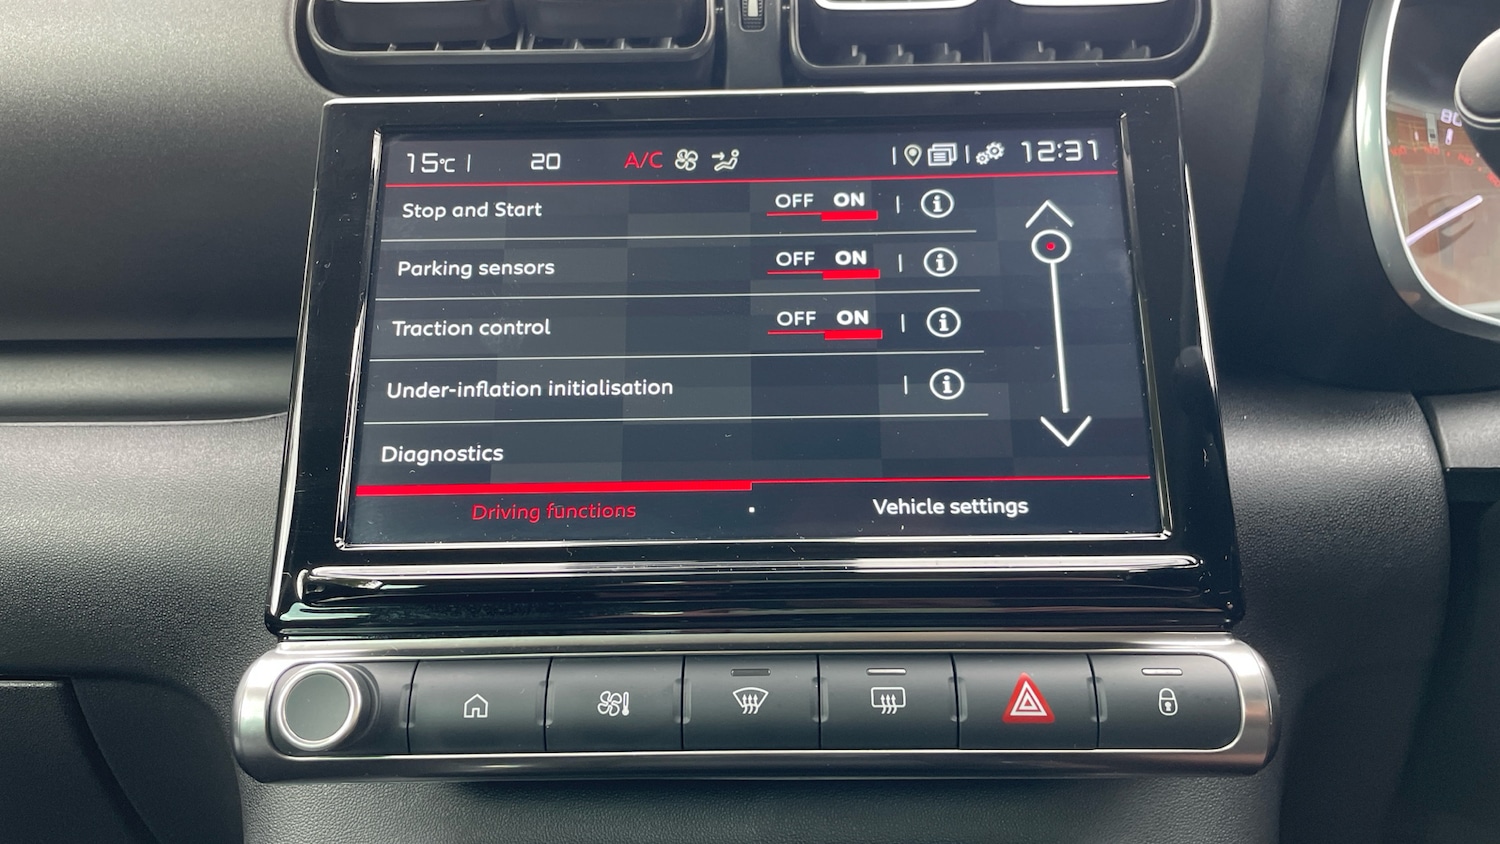 15°C | 20 A/C 12:31
Stop and Start OFF ON
Parking sensors OFF ON
Traction control OFF ON
Under-inflation initialisation
Diagnostics
Driving functions Vehicle settings
80